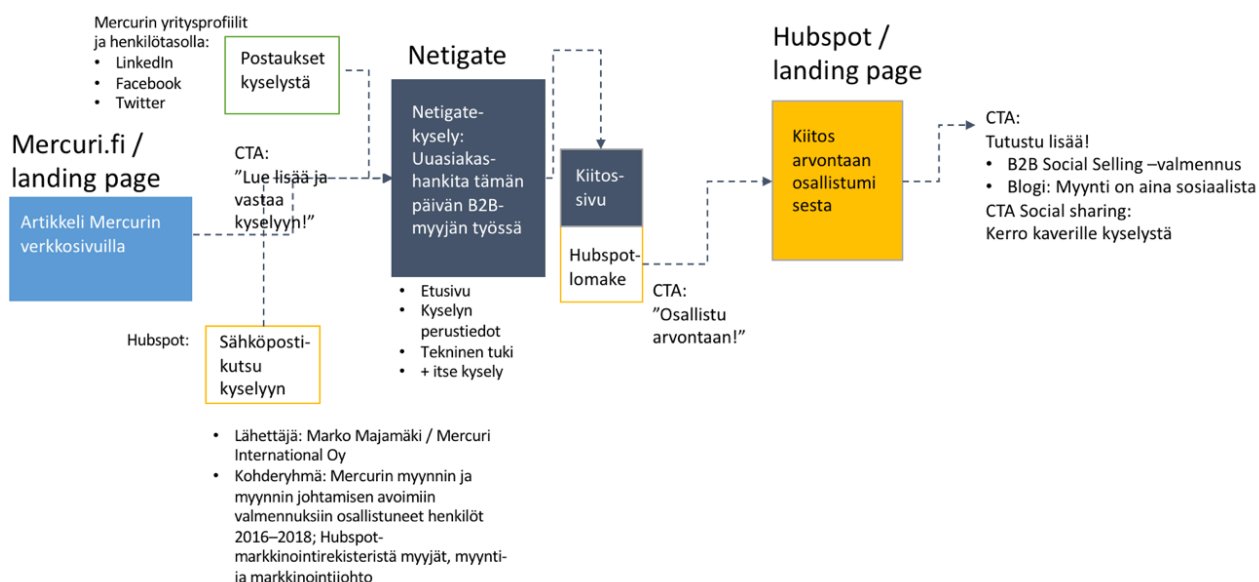 Mercurin yritysprofiilit
ja henkilötasolla:
• LinkedIn
• Facebook
• Twitter
Postaukset
kyselystä
Mercuri.fi /
landing page
Artikkeli Mercurin
verkkosivuilla
CTA:
”Lue lisää ja
vastaa
kyselyyn!”
Hubspot:
Sähköposti-
kutsu
kyselyyn
• Lähettäjä: Marko Majamäki / Mercuri
International Oy
• Kohderyhmä: Mercurin myynnin ja
myynnin johtamisen avoimiin
valmennuksiin osallistuneet henkilöt
2016–2018; Hubspot-
markkinointirekisteristä myyjät, myynti-
ja markkinointijohto
Netigate
Netigate-
kysely:
Uuasiakas-
hankita tämän
päivän B2B-
myyjän työssä
• Etusivu
• Kyselyn
perustiedot
• Tekninen tuki
• + itse kysely
Kiitos-
sivu
Hubspot-
lomake
CTA:
”Osallistu
arvontaan!”
Hubspot /
landing page
Kiitos
arvontaan
osallistumi
sesta
CTA:
Tutustu lisää!
• B2B Social Selling –valmennus
• Blogi: Myynti on aina sosiaalista
CTA Social sharing:
Kerro kaverille kyselystä